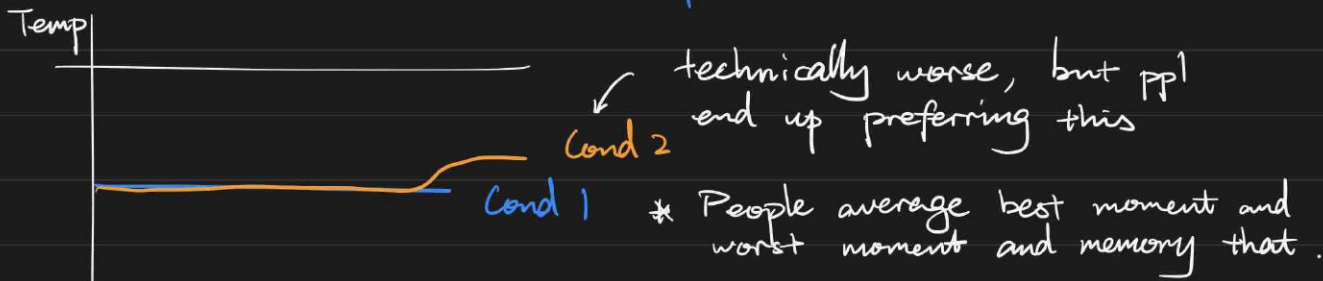 Temp
technically worse, but ppl
end up preferring this
Cond 2
Cond 1
* People average best moment and
worst moment and memory that.